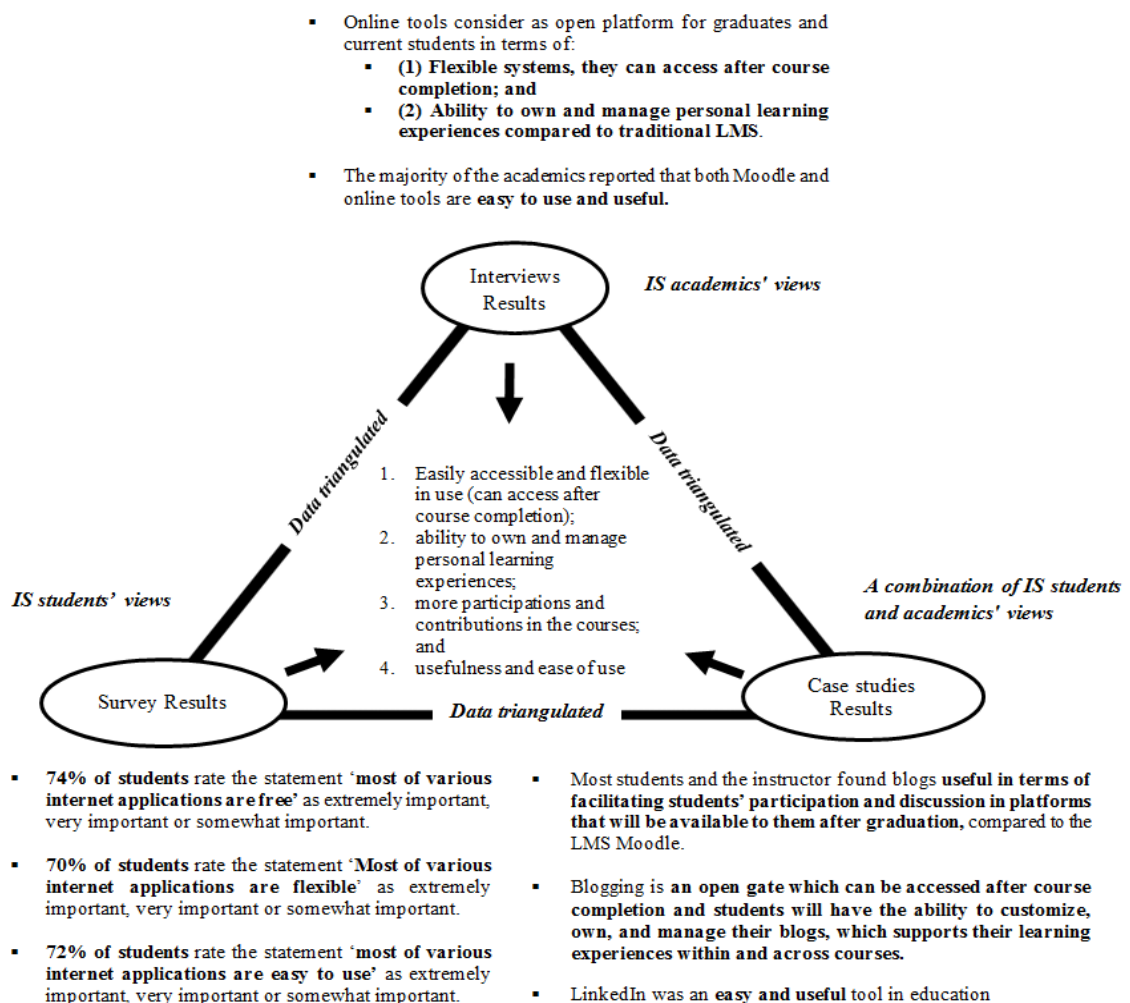 ▪ Online tools consider as open platform for graduates and
current students in terms of:
▪ (1) Flexible systems, they can access after course
completion; and
▪ (2) Ability to own and manage personal learning
experiences compared to traditional LMS.
▪ The majority of the academics reported that both Moodle and
online tools are easy to use and useful.
Interviews
Results
IS academics' views
Data triangulated
Data triangulated
1. Easily accessible and flexible
in use (can access after
course completion);
2. ability to own and manage
personal learning
experiences;
3. more participations and
contributions in the courses;
and
4. usefulness and ease of use
IS students' views
A combination of IS students
and academics' views
Survey Results
Data triangulated
Case studies
Results
▪ 74% of students rate the statement ‘most of various
internet applications are free’ as extremely important,
very important or somewhat important.
▪ 70% of students rate the statement ‘Most of various
internet applications are flexible’ as extremely
important, very important or somewhat important.
▪ 72% of students rate the statement ‘most of various
internet applications are easy to use’ as extremely
important, very important or somewhat important.
▪ Most students and the instructor found blogs useful in terms of
facilitating students’ participation and discussion in platforms
that will be available to them after graduation, compared to the
LMS Moodle.
▪ Blogging is an open gate which can be accessed after course
completion and students will have the ability to customize,
own, and manage their blogs, which supports their learning
experiences within and across courses.
▪ LinkedIn was an easy and useful tool in education